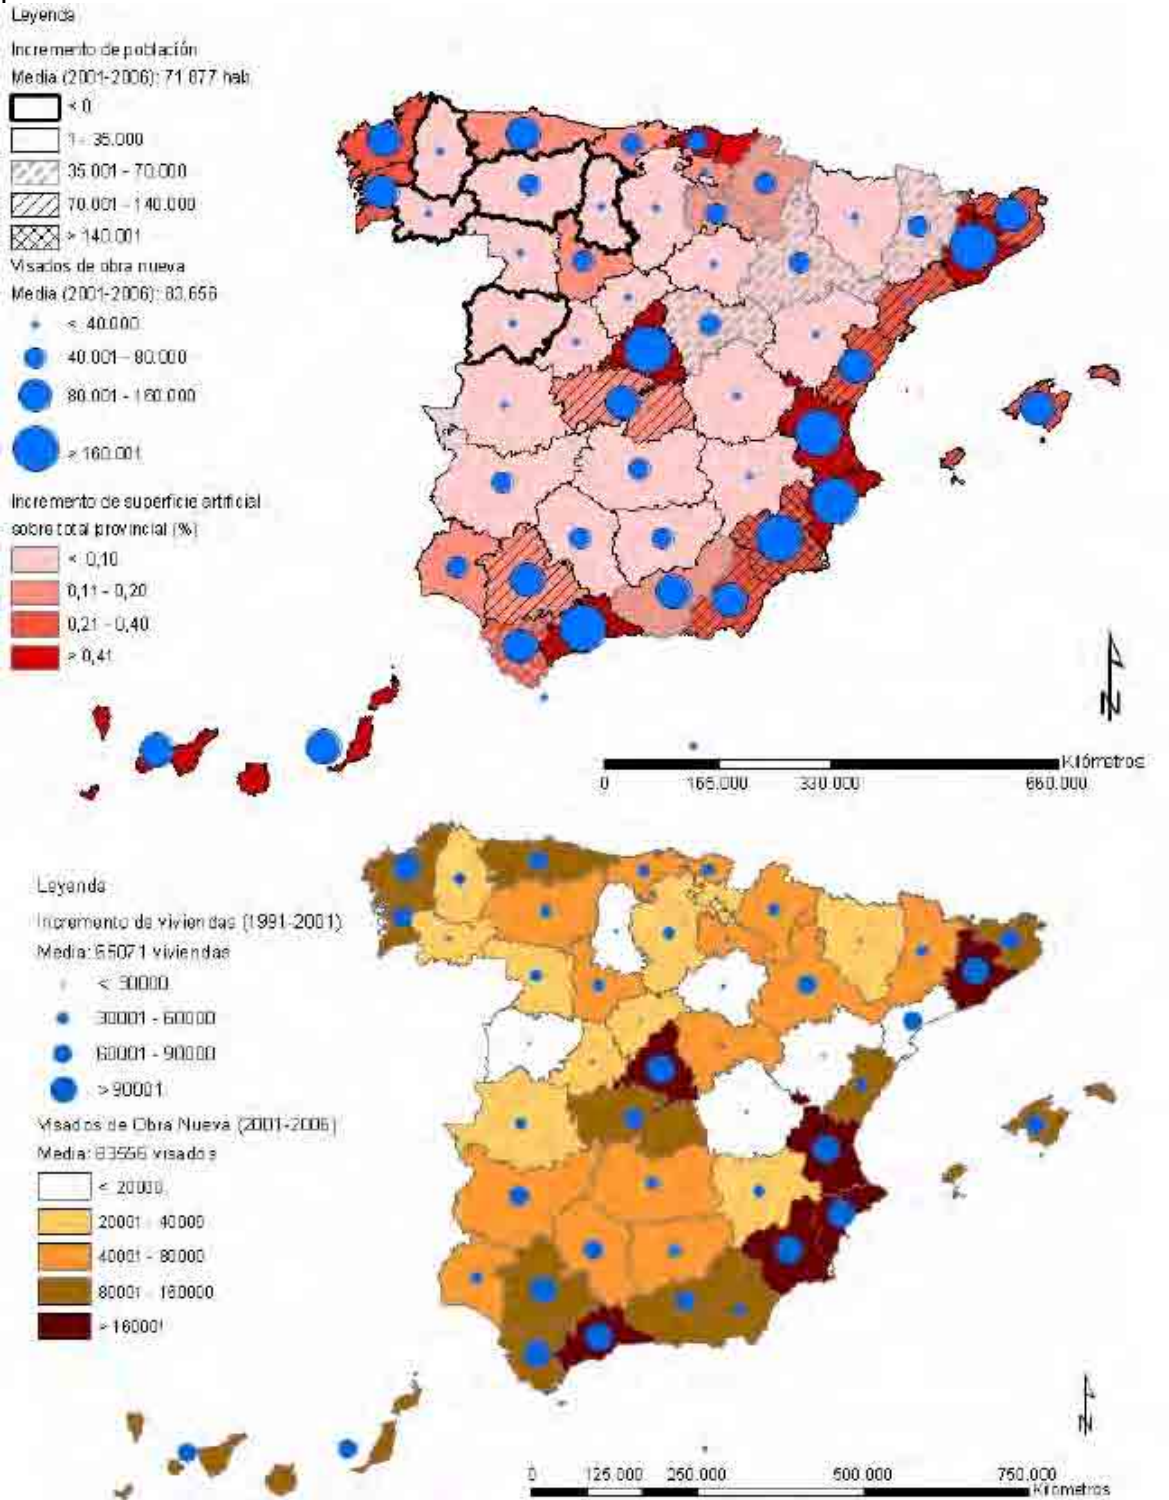 Leyenda
Incremento de población
Media (2001-2006): 71 877 hab
< 0
1 - 35.000
35.001 - 70.000
70.001 - 140.000
> 140.001
Visados de obra nueva
Media (2001-2006): 83.656
< 40.000
40.001 - 80.000
80.001 - 160.000
≥ 160.001
Incremento de superficie artificial
sobre total provincial (%)
< 0,10
0,11 - 0,20
0,21 - 0,40
> 0,41
N
Kilómetros
0 165.000 330.000 660.000
Leyenda
Incremento de viviendas (1991-2001)
Media: 65071 viviendas
< 30000
30001 - 60000
60001 - 90000
> 90001
Visados de Obra Nueva (2001-2006)
Media: 83556 visados
< 20000
20001 - 40000
40001 - 80000
80001 - 160000
> 160001
N
0 125.000 250.000 500.000 750.000
Kilometros